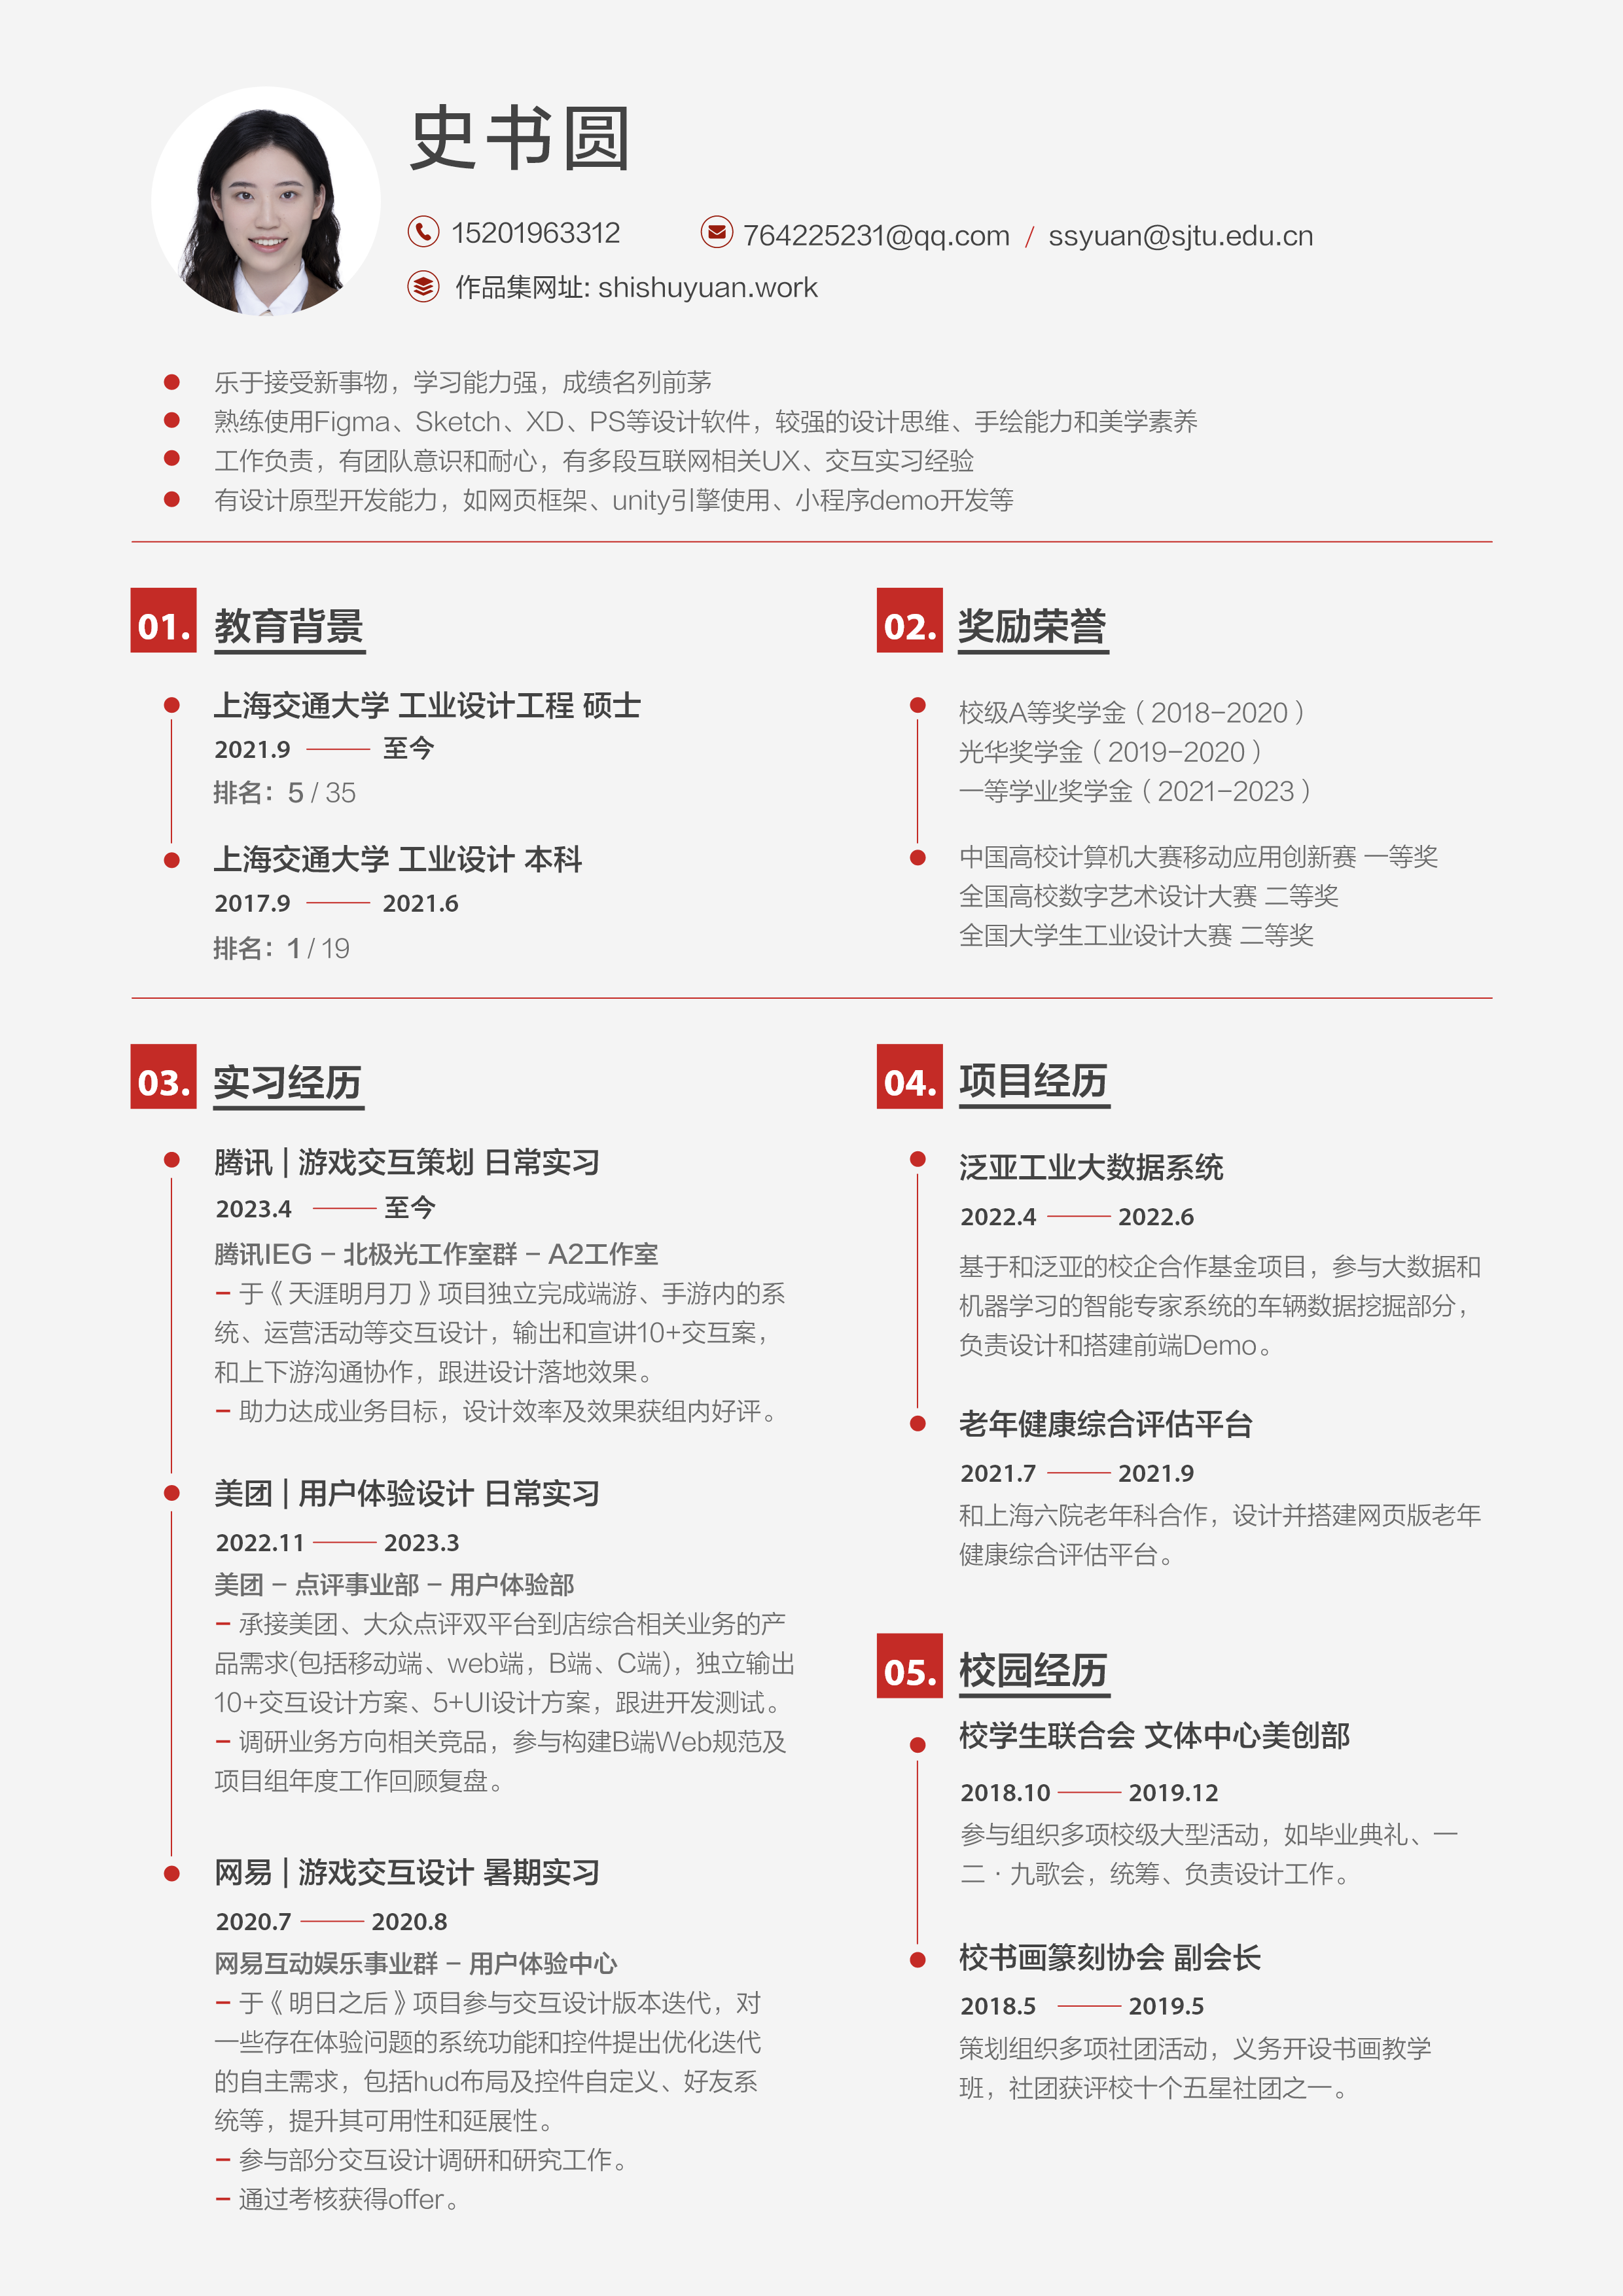 史书圆
15201963312
764225231@qq.com / ssyuan@sjtu.edu.cn
作品集网址: shishuyuan.work
乐于接受新事物，学习能力强，成绩名列前茅
熟练使用Figma、Sketch、XD、PS等设计软件，较强的设计思维、手绘能力和美学素养
工作负责，有团队意识和耐心，有多段互联网相关UX、交互实习经验
有设计原型开发能力，如网页框架、unity引擎使用、小程序demo开发等
01. 教育背景
上海交通大学 工业设计工程 硕士
2021.9 —— 至今
排名：5 / 35
上海交通大学 工业设计 本科
2017.9 —— 2021.6
排名：1 / 19
02. 奖励荣誉
校级A等奖学金（2018-2020）
光华奖学金（2019-2020）
一等学业奖学金（2021-2023）
中国高校计算机大赛移动应用创新赛 一等奖
全国高校数字艺术设计大赛 二等奖
全国大学生工业设计大赛 二等奖
03. 实习经历
腾讯 | 游戏交互策划 日常实习
2023.4 —— 至今
腾讯IEG - 北极光工作室群 - A2工作室
- 于《天涯明月刀》项目独立完成端游、手游内的系
统、运营活动等交互设计，输出和宣讲10+交互案，
和上下游沟通协作，跟进设计落地效果。
- 助力达成业务目标，设计效率及效果获组内好评。
美团 | 用户体验设计 日常实习
2022.11 —— 2023.3
美团 - 点评事业部 - 用户体验部
- 承接美团、大众点评双平台到店综合相关业务的产
品需求(包括移动端、web端，B端、C端)，独立输出
10+交互设计方案、5+UI设计方案，跟进开发测试。
- 调研业务方向相关竞品，参与构建B端Web规范及
项目组年度工作回顾复盘。
网易 | 游戏交互设计 暑期实习
2020.7 —— 2020.8
网易互动娱乐事业群 - 用户体验中心
- 于《明日之后》项目参与交互设计版本迭代，对
一些存在体验问题的系统功能和控件提出优化迭代
的自主需求，包括hud布局及控件自定义、好友系
统等，提升其可用性和延展性。
- 参与部分交互设计调研和研究工作。
- 通过考核获得offer。
04. 项目经历
泛亚工业大数据系统
2022.4 —— 2022.6
基于和泛亚的校企合作基金项目，参与大数据和
机器学习的智能专家系统的车辆数据挖掘部分，
负责设计和搭建前端Demo。
老年健康综合评估平台
2021.7 —— 2021.9
和上海六院老年科合作，设计并搭建网页版老年
健康综合评估平台。
05. 校园经历
校学生联合会 文体中心美创部
2018.10 —— 2019.12
参与组织多项校级大型活动，如毕业典礼、一
二 · 九歌会，统筹、负责设计工作。
校书画篆刻协会 副会长
2018.5 —— 2019.5
策划组织多项社团活动，义务开设书画教学
班，社团获评校十个五星社团之一。